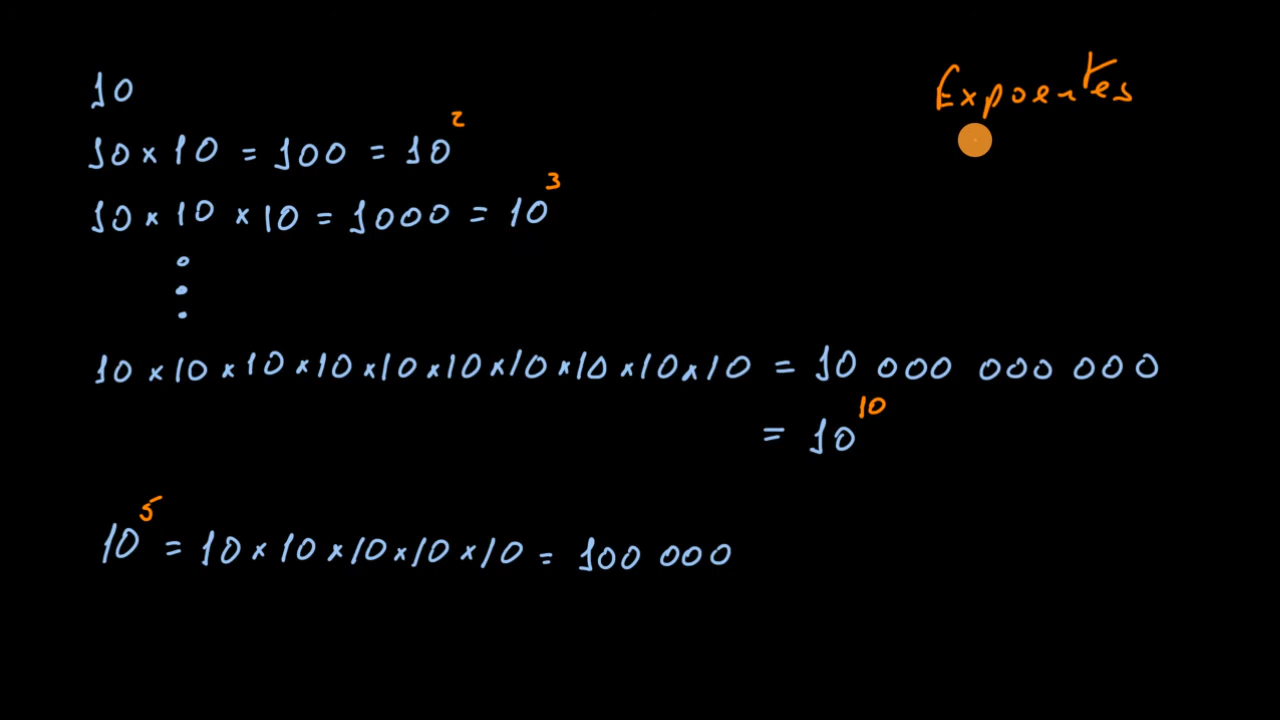 Expoentes
10
10 × 10 = 100 = 10²
10 × 10 × 10 = 1000 = 10³
10 × 10 × 10 × 10 × 10 × 10 × 10 × 10 × 10 × 10 = 10 000 000 000
= 10¹⁰
10⁵ = 10 × 10 × 10 × 10 × 10 = 100 000